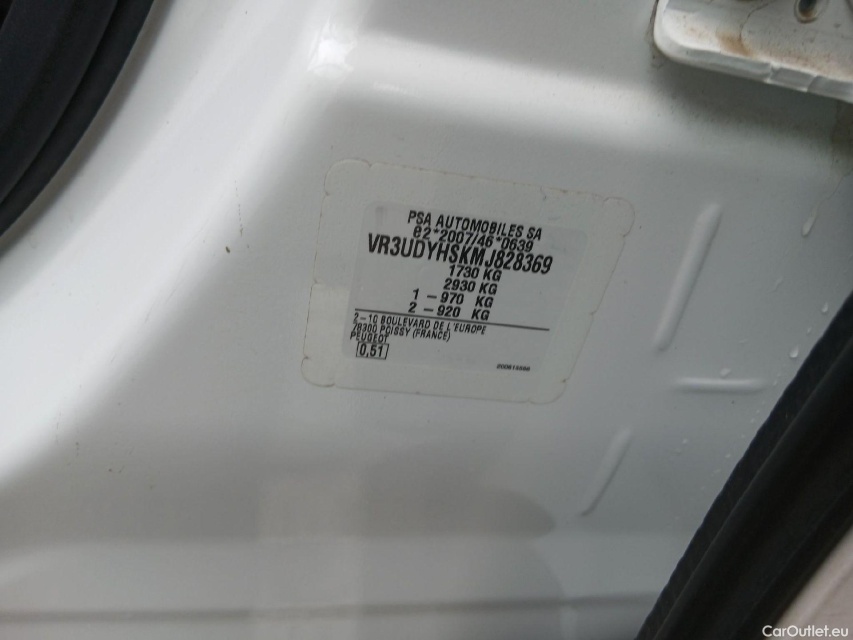 PSA AUTOMOBILES SA
e2*2007/46*0639
VR3UDYHSKMJ828369
1730 KG
2930 KG
1 - 970 KG
2 - 920 KG
2-10 BOULEVARD DE L'EUROPE
78300 POISSY (FRANCE)
PEUGEOT
0,51
CarOutlet.eu